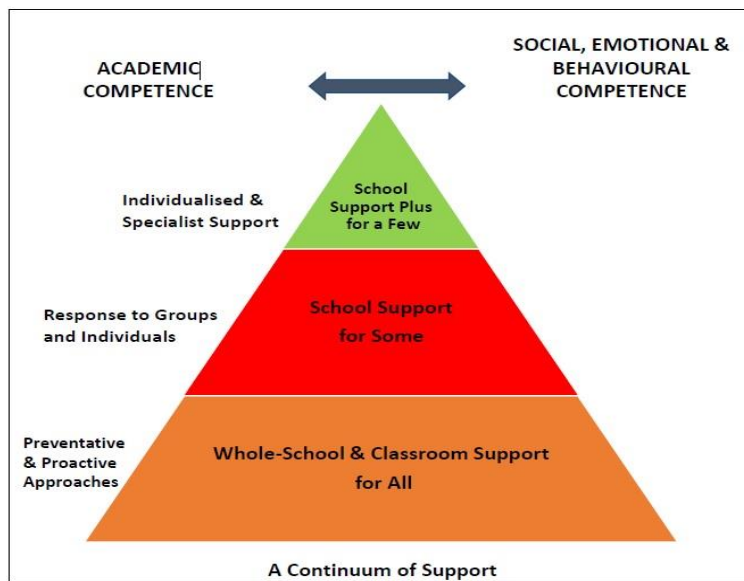 ACADEMIC
COMPETENCE
SOCIAL, EMOTIONAL &
BEHAVIOURAL
COMPETENCE
Individualised &
Specialist Support
School
Support Plus
for a Few
Response to Groups
and Individuals
School Support
for Some
Preventative
& Proactive
Approaches
Whole-School & Classroom Support
for All
A Continuum of Support